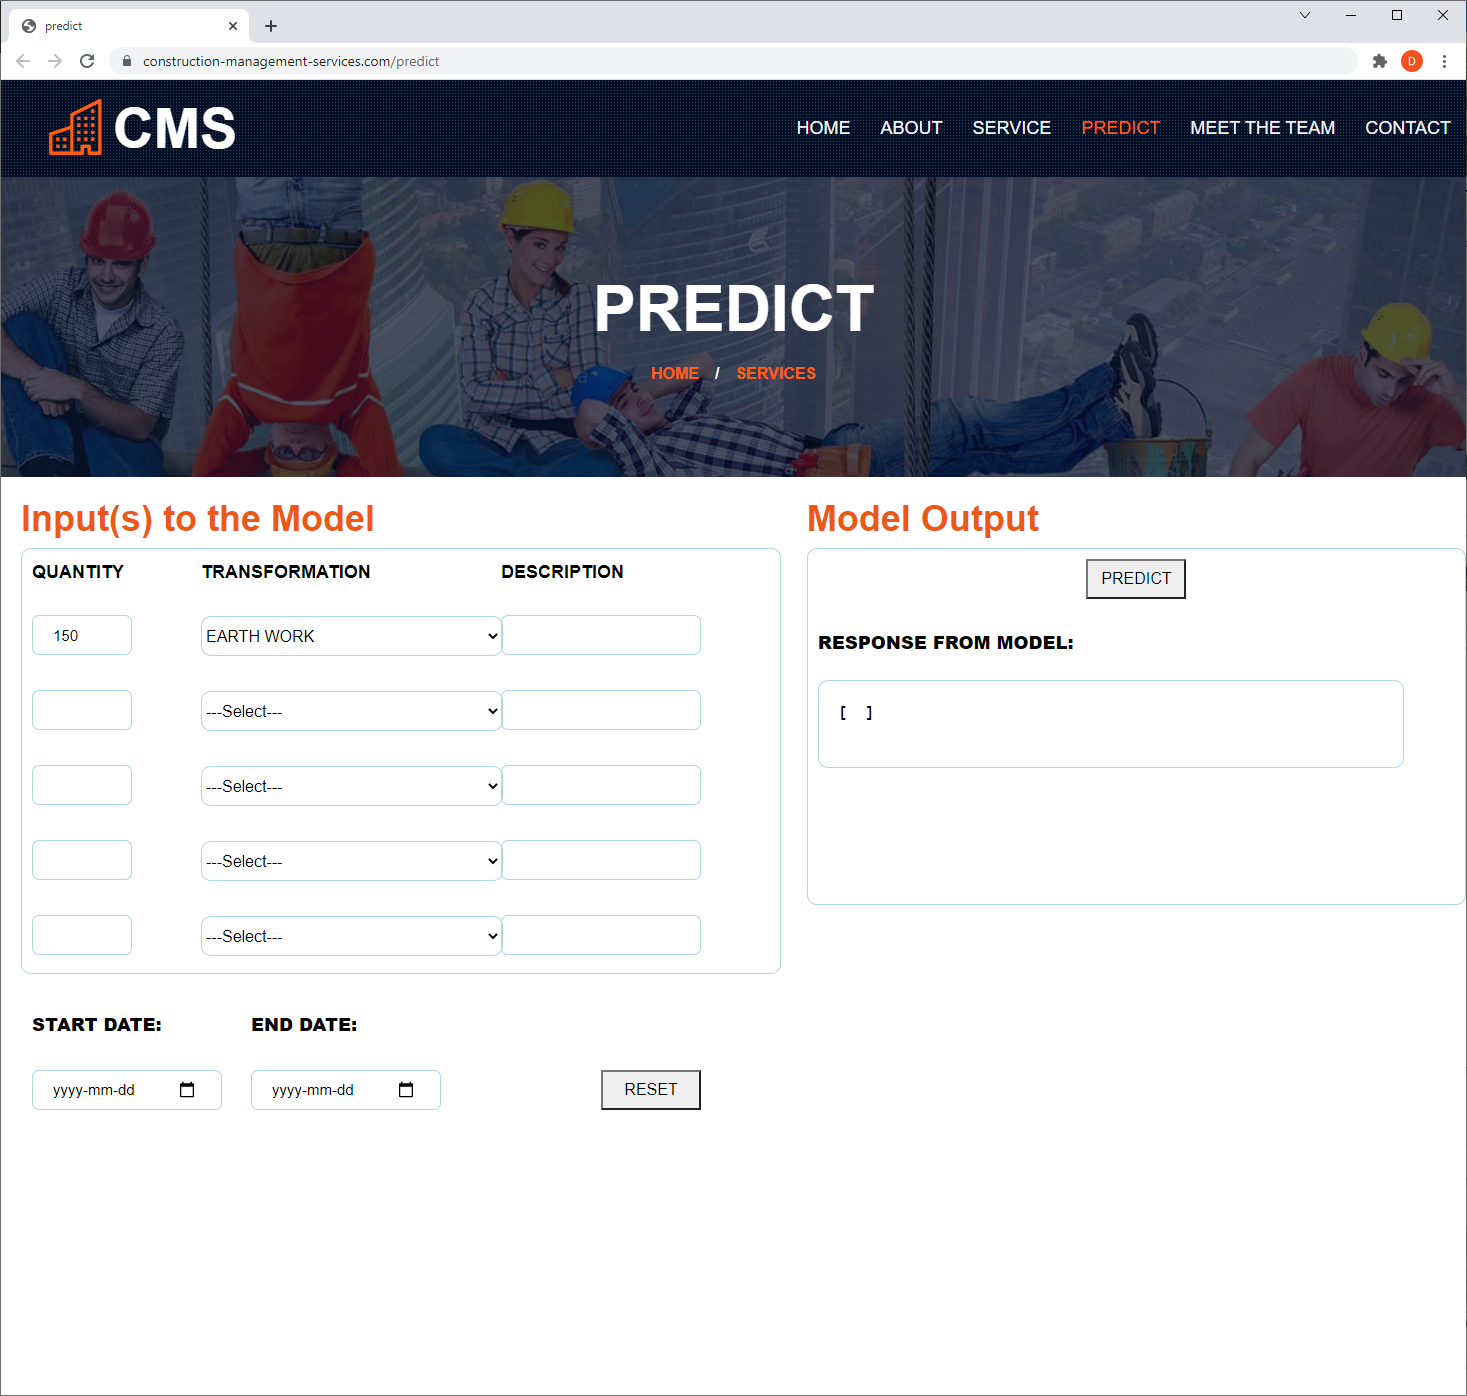 predict
construction-management-services.com/predict
D
CMS
HOME ABOUT SERVICE PREDICT MEET THE TEAM CONTACT
PREDICT
HOME / SERVICES
Input(s) to the Model
QUANTITY TRANSFORMATION DESCRIPTION
150 EARTH WORK
---Select---
---Select---
---Select---
---Select---
START DATE: END DATE:
yyyy-mm-dd yyyy-mm-dd RESET
Model Output
PREDICT
RESPONSE FROM MODEL:
[ ]